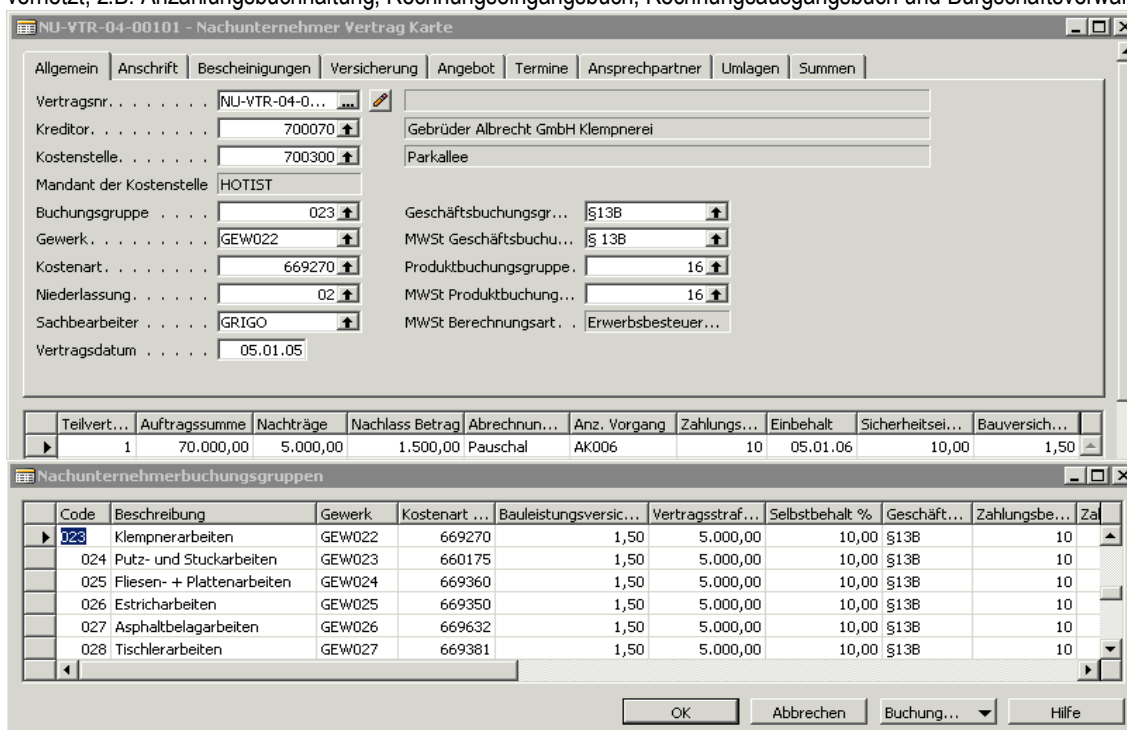 vernetzt, z.B. Anzahlungsbuchhaltung, Rechnungseingangsbuch, Rechnungsausgangsbuch und Bürgschaftsverwal
NU-VTR-04-00101 - Nachunternehmer Vertrag Karte
Allgemein Anschrift Bescheinigungen Versicherung Angebot Termine Ansprechpartner Umlagen Summen
Vertragsnr. . . . . . . . NU-VTR-04-0... ...
Kreditor. . . . . . . . . 700070 Gebrüder Albrecht GmbH Klempnerei
Kostenstelle. . . . . . . 700300 Parkallee
Mandant der Kostenstelle HOTIST
Buchungsgruppe . . . . 023 Geschäftsbuchungsgr... §13B
Gewerk. . . . . . . . . GEW022 MWSt Geschäftsbuchu... § 13B
Kostenart. . . . . . . . 669270 Produktbuchungsgruppe. 16
Niederlassung. . . . . . 02 MWSt Produktbuchung... 16
Sachbearbeiter . . . . . GRIGO MWSt Berechnungsart. . Erwerbsbesteuer...
Vertragsdatum . . . . . 05.01.05
Teilvert... Auftragssumme Nachträge Nachlass Betrag Abrechnun... Anz. Vorgang Zahlungs... Einbehalt Sicherheitsei... Bauversich...
1 70.000,00 5.000,00 1.500,00 Pauschal AK006 10 05.01.06 10,00 1,50
Nachunternehmerbuchungsgruppen
Code Beschreibung Gewerk Kostenart ... Bauleistungsversic... Vertragsstraf... Selbstbehalt % Geschäft... Zahlungsbe... Zal
023 Klempnerarbeiten GEW022 669270 1,50 5.000,00 10,00 §13B 10
024 Putz- und Stuckarbeiten GEW023 660175 1,50 5.000,00 10,00 §13B 10
025 Fliesen- + Plattenarbeiten GEW024 669360 1,50 5.000,00 10,00 §13B 10
026 Estricharbeiten GEW025 669350 1,50 5.000,00 10,00 §13B 10
027 Asphaltbelagarbeiten GEW026 669632 1,50 5.000,00 10,00 §13B 10
028 Tischlerarbeiten GEW027 669381 1,50 5.000,00 10,00 §13B 10
OK Abbrechen Buchung... Hilfe